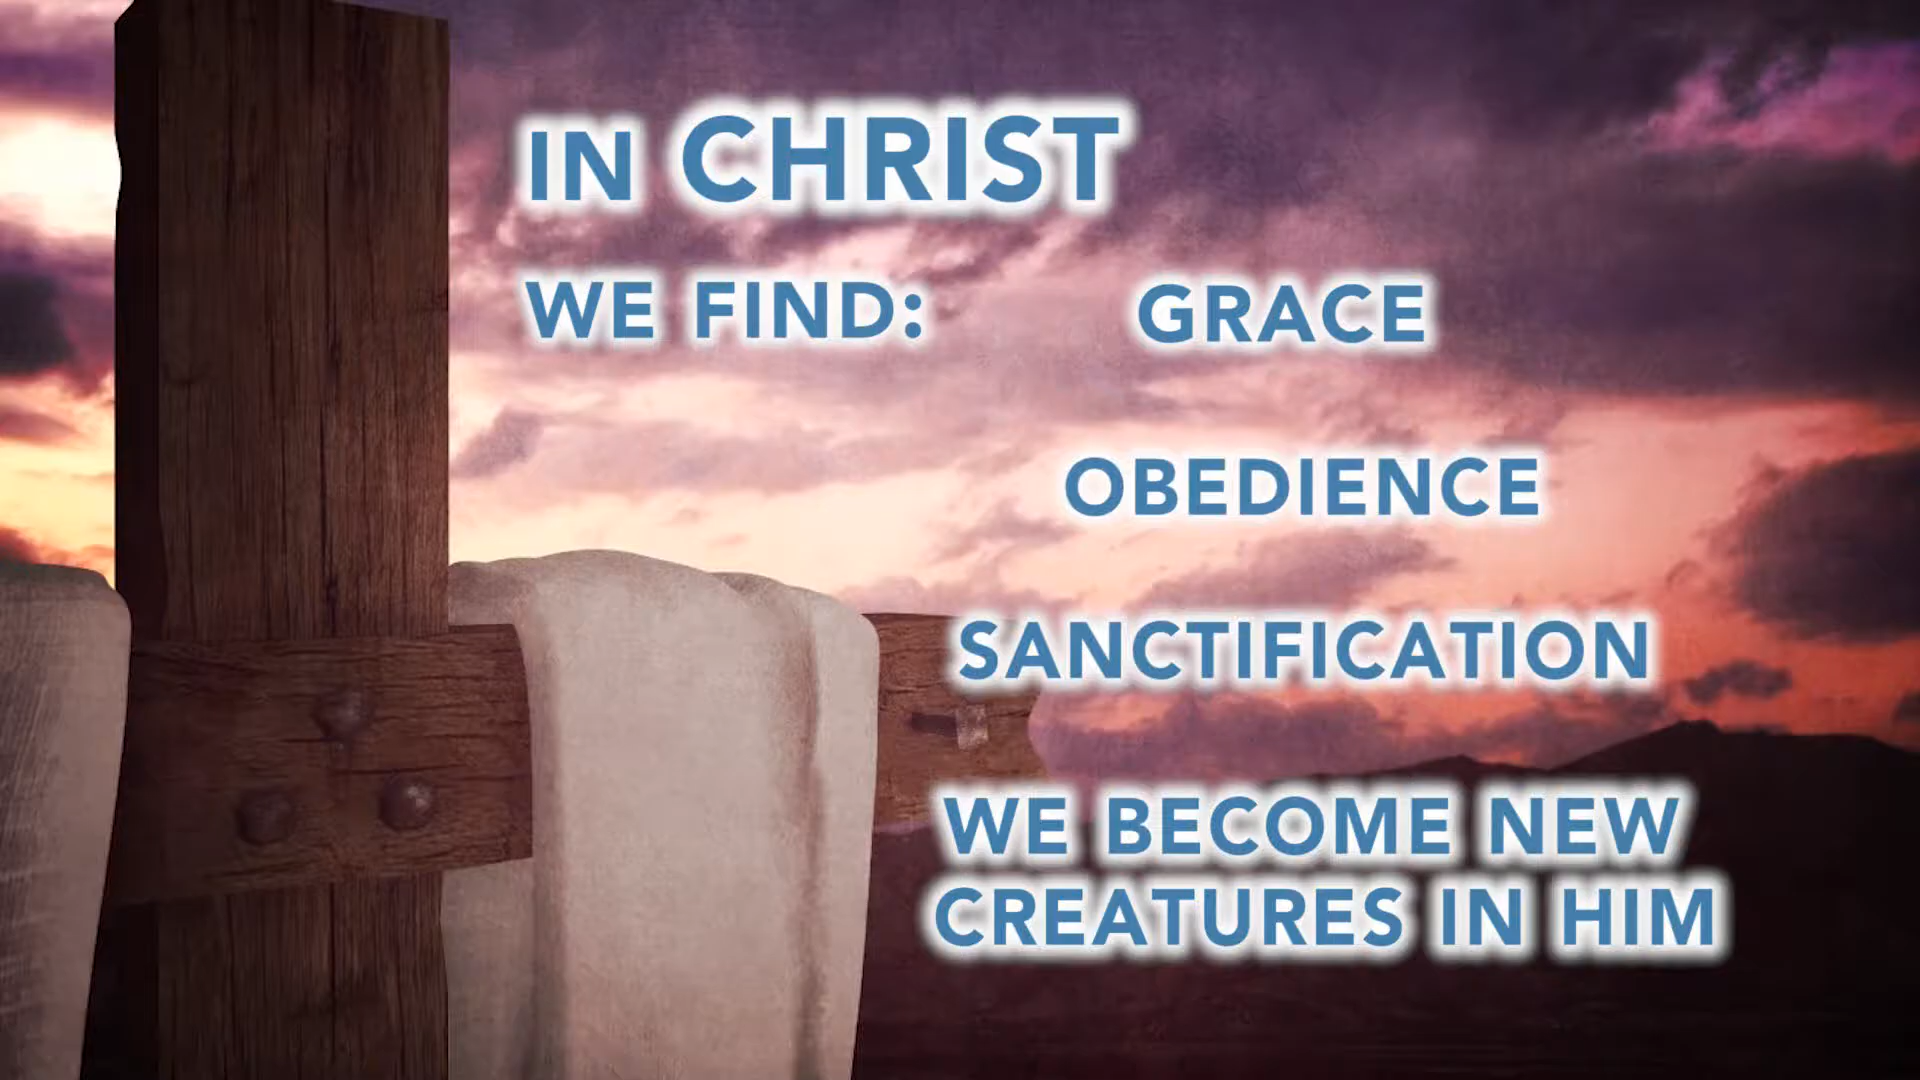 IN CHRIST
WE FIND: GRACE
OBEDIENCE
SANCTIFICATION
WE BECOME NEW
CREATURES IN HIM